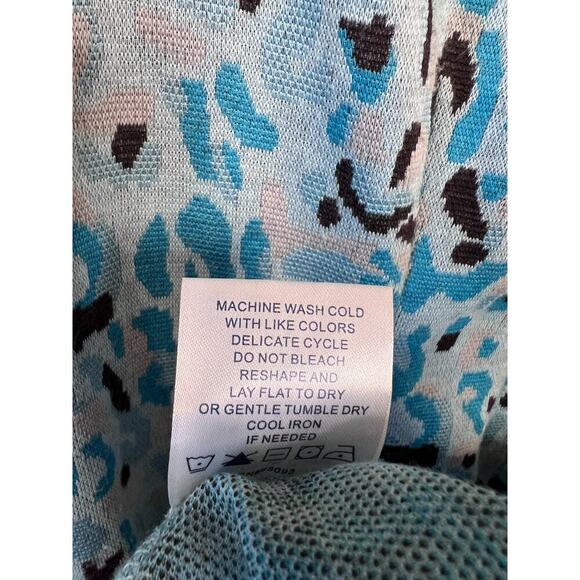 MACHINE WASH COLD
WITH LIKE COLORS
DELICATE CYCLE
DO NOT BLEACH
RESHAPE AND
LAY FLAT TO DRY
OR GENTLE TUMBLE DRY
COOL IRON
IF NEEDED